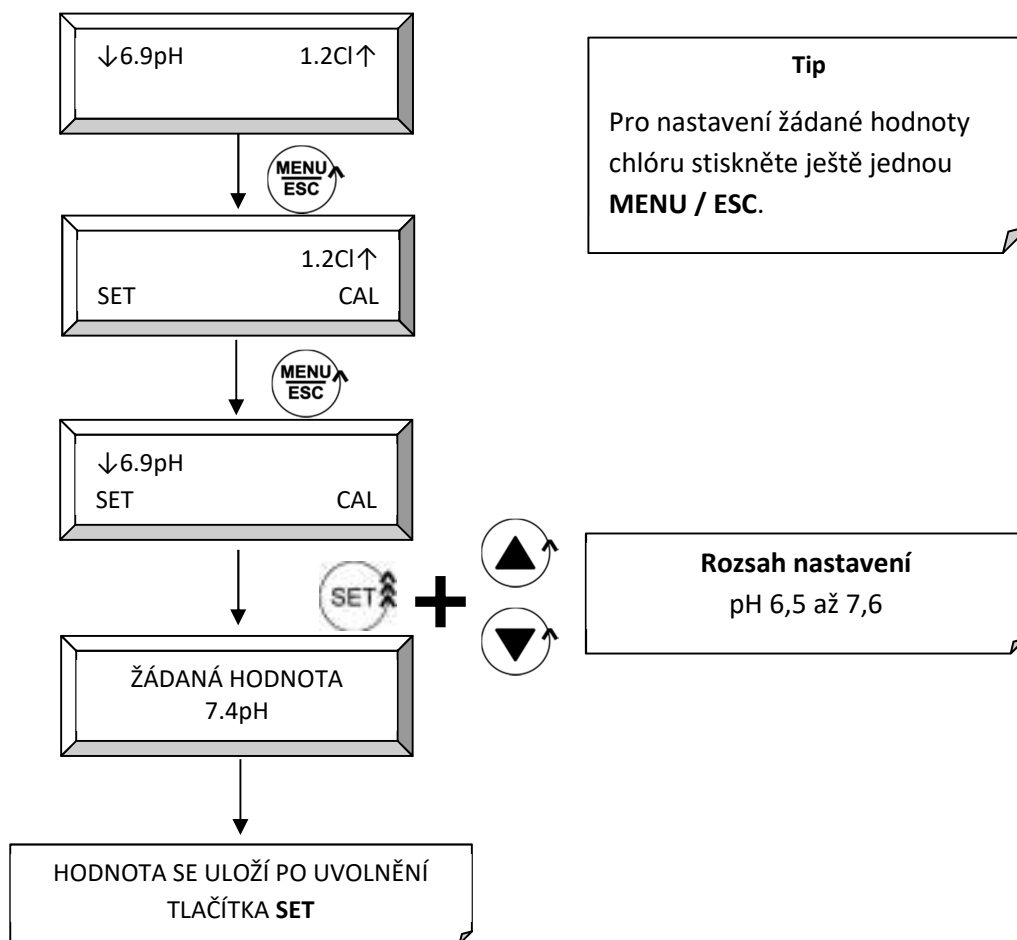 ↓6.9pH 1.2Cl↑
MENU
ESC
1.2Cl↑
SET CAL
MENU
ESC
↓6.9pH
SET CAL
SET
ŽÁDANÁ HODNOTA
7.4pH
HODNOTA SE ULOŽÍ PO UVOLNĚNÍ
TLAČÍTKA SET
Tip
Pro nastavení žádané hodnoty
chlóru stiskněte ještě jednou
MENU / ESC.
Rozsah nastavení
pH 6,5 až 7,6